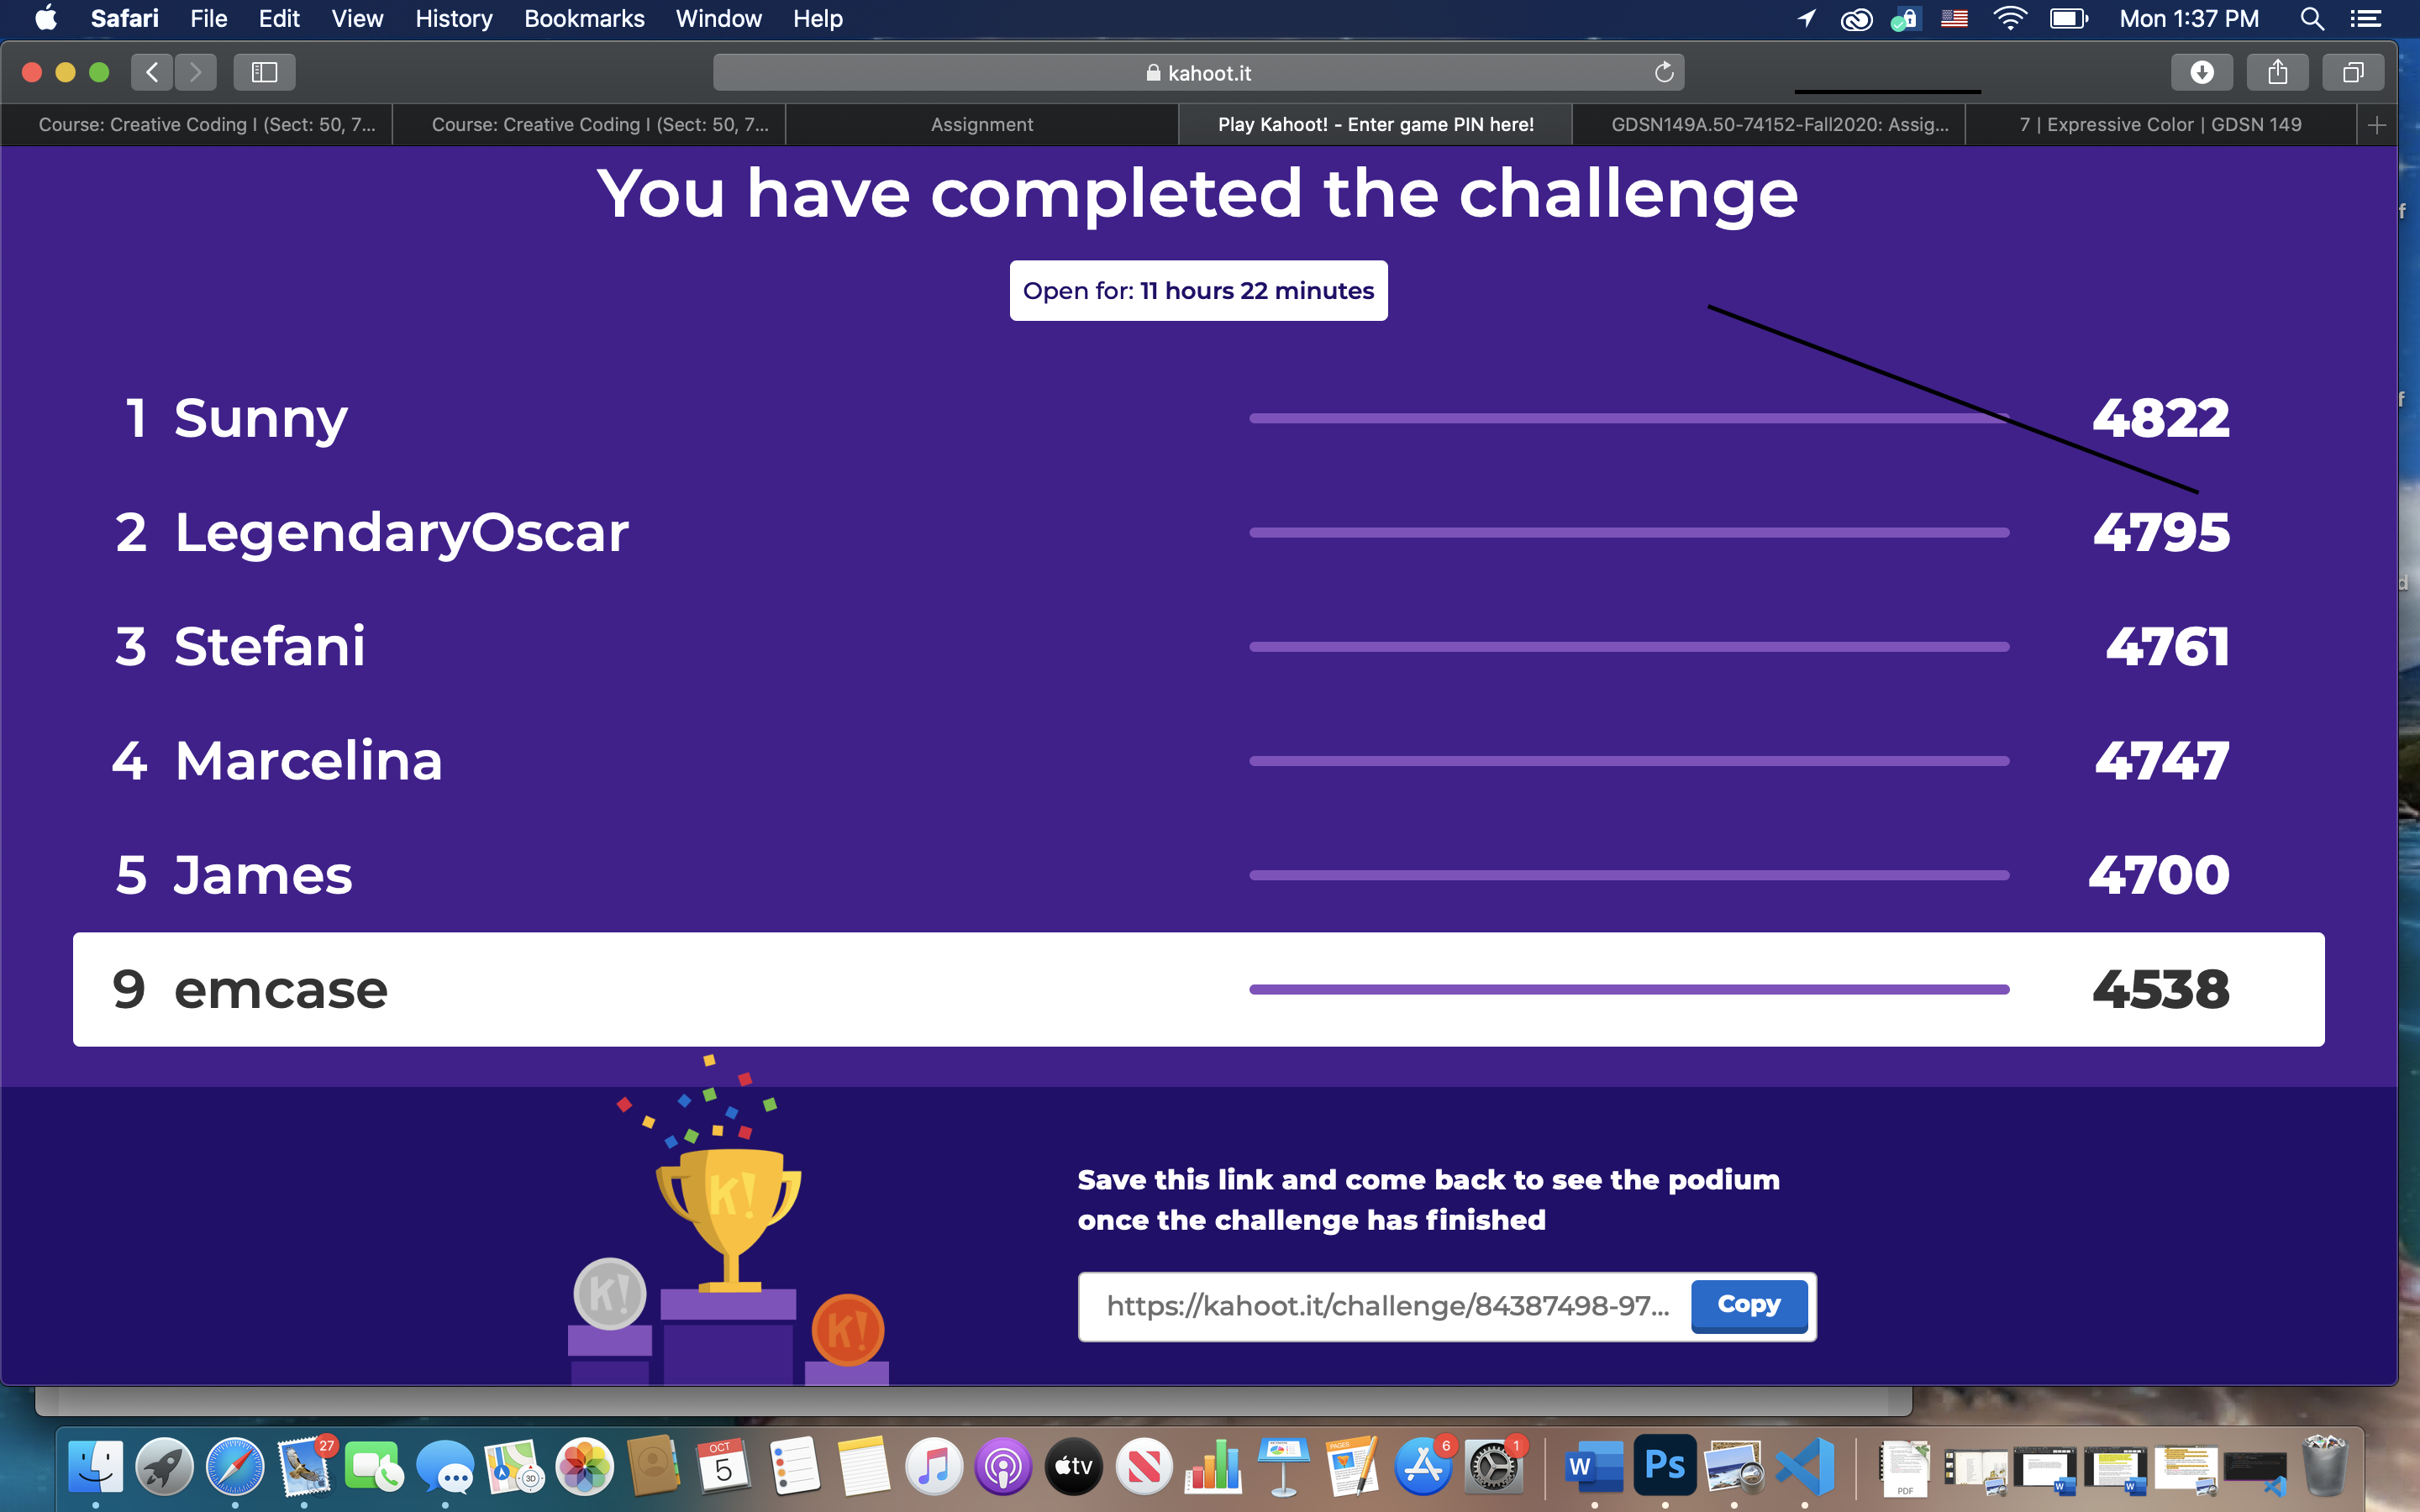 Safari File Edit View History Bookmarks Window Help Mon 1:37 PM
kahoot.it
Course: Creative Coding I (Sect: 50, 7... Course: Creative Coding I (Sect: 50, 7... Assignment Play Kahoot! - Enter game PIN here! GDSN149A.50-74152-Fall2020: Assig... 7 | Expressive Color | GDSN 149
You have completed the challenge
Open for: 11 hours 22 minutes
1 Sunny 4822
2 LegendaryOscar 4795
3 Stefani 4761
4 Marcelina 4747
5 James 4700
9 emcase 4538
K!
Save this link and come back to see the podium
once the challenge has finished
K! K!
https://kahoot.it/challenge/84387498-97... Copy
27 OCT 5 3D tv PAGES 6 1 W Ps PDF